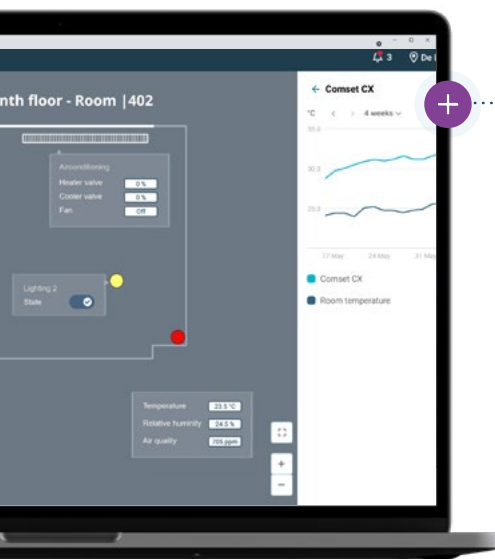 3
De l
nth floor - Room |402
Airconditioning
Heater valve 0 %
Cooler valve 0 %
Fan Off
Lighting 2
State
Temperature 23.5 °C
Relative huminity 24.5 %
Air quality 705 ppm
+
−
← Comset CX
°C < > 4 weeks
35.0
30.0
25.0
17 May 24 May 31 May
Comset CX
Room temperature
+